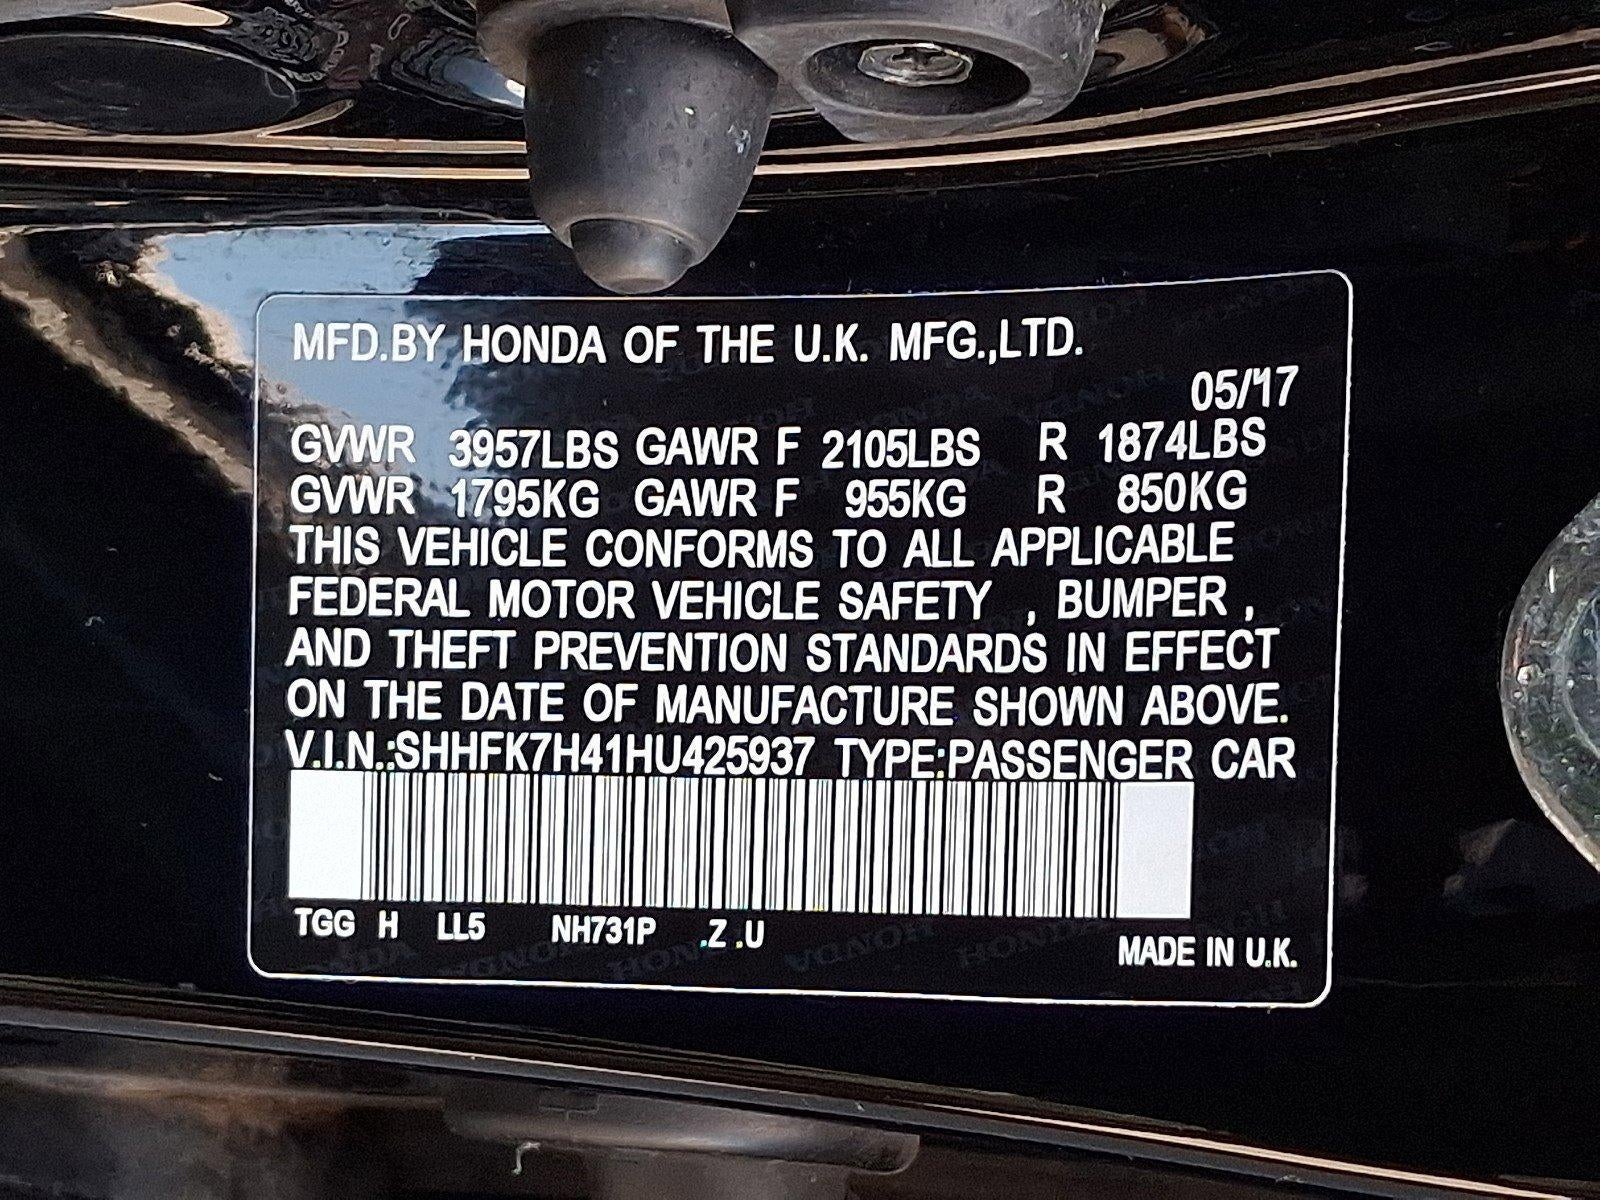 MFD.BY HONDA OF THE U.K. MFG.,LTD.
05/17
GVWR 3957LBS GAWR F 2105LBS R 1874LBS
GVWR 1795KG GAWR F 955KG R 850KG
THIS VEHICLE CONFORMS TO ALL APPLICABLE
FEDERAL MOTOR VEHICLE SAFETY , BUMPER ,
AND THEFT PREVENTION STANDARDS IN EFFECT
ON THE DATE OF MANUFACTURE SHOWN ABOVE.
V.I.N.:SHHFK7H41HU425937 TYPE:PASSENGER CAR
TGG H LL5 NH731P .Z .U
MADE IN U.K.